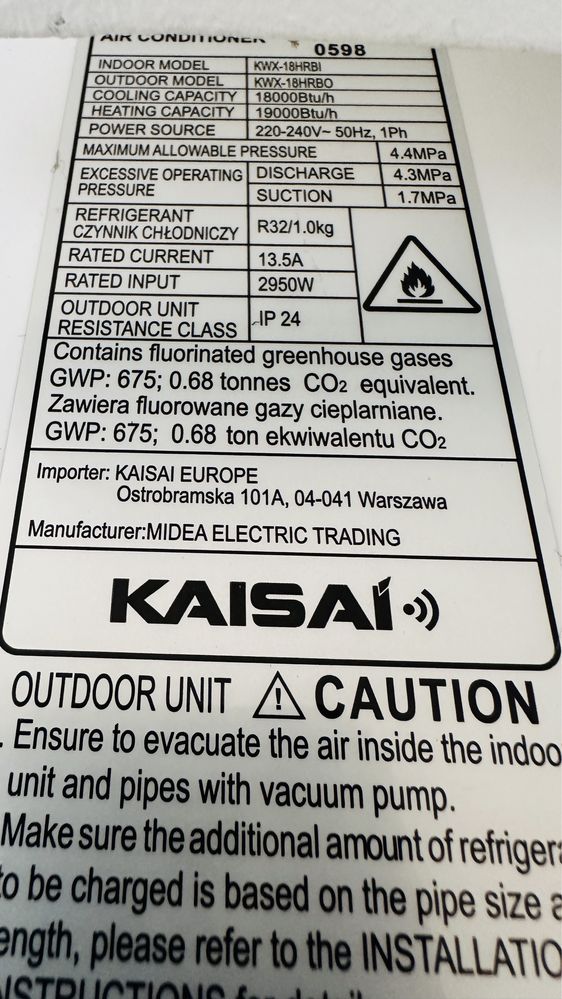 AIR CONDITIONER 0598
INDOOR MODEL KWX-18HRBI
OUTDOOR MODEL KWX-18HRBO
COOLING CAPACITY 18000Btu/h
HEATING CAPACITY 19000Btu/h
POWER SOURCE 220-240V~ 50Hz, 1Ph
MAXIMUM ALLOWABLE PRESSURE 4.4MPa
EXCESSIVE OPERATING PRESSURE DISCHARGE 4.3MPa
SUCTION 1.7MPa
REFRIGERANT
CZYNNIK CHŁODNICZY R32/1.0kg
RATED CURRENT 13.5A
RATED INPUT 2950W
OUTDOOR UNIT
RESISTANCE CLASS IP 24
Contains fluorinated greenhouse gases
GWP: 675; 0.68 tonnes CO2 equivalent.
Zawiera fluorowane gazy cieplarniane.
GWP: 675; 0.68 ton ekwiwalentu CO2
Importer: KAISAI EUROPE
Ostrobramska 101A, 04-041 Warszawa
Manufacturer:MIDEA ELECTRIC TRADING
KAISAI
OUTDOOR UNIT CAUTION
. Ensure to evacuate the air inside the indoo
unit and pipes with vacuum pump.
Make sure the additional amount of refrigera
to be charged is based on the pipe size a
ength, please refer to the INSTALLATIO
NSTRUCTIONS for detail